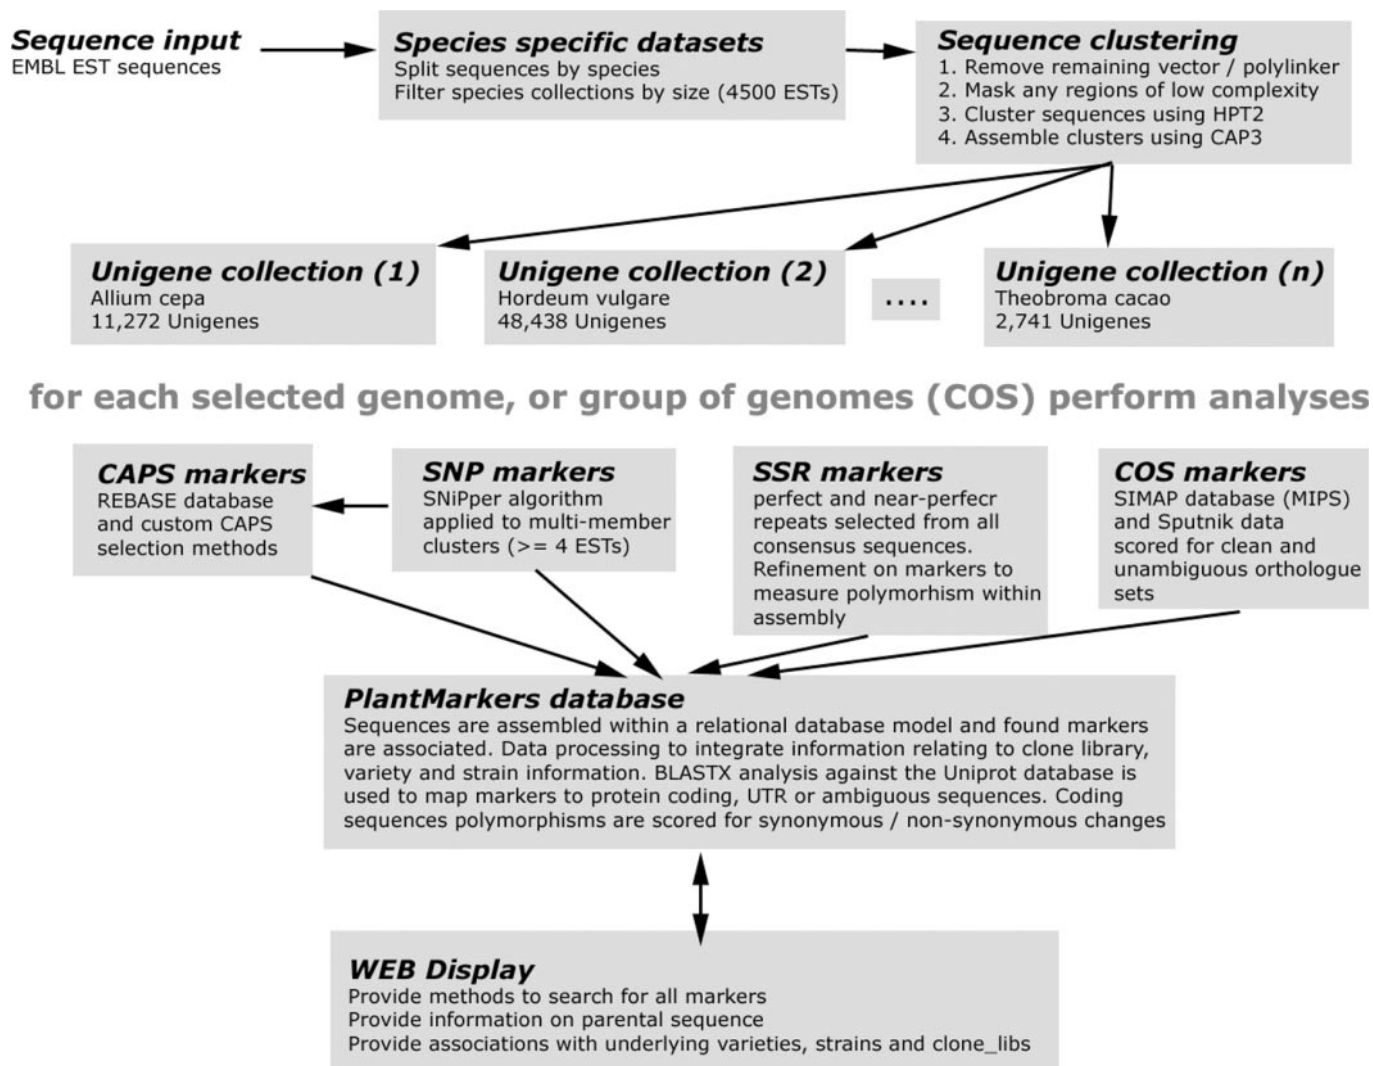 Sequence input
EMBL EST sequences
Species specific datasets
Split sequences by species
Filter species collections by size (4500 ESTs)
Sequence clustering
1. Remove remaining vector / polylinker
2. Mask any regions of low complexity
3. Cluster sequences using HPT2
4. Assemble clusters using CAP3
Unigene collection (1)
Allium cepa
11,272 Unigenes
Unigene collection (2)
Hordeum vulgare
48,438 Unigenes
....
Unigene collection (n)
Theobroma cacao
2,741 Unigenes
for each selected genome, or group of genomes (COS) perform analyses
CAPS markers
REBASE database
and custom CAPS
selection methods
SNP markers
SNiPper algorithm
applied to multi-member
clusters (>= 4 ESTs)
SSR markers
perfect and near-perfecr
repeats selected from all
consensus sequences.
Refinement on markers to
measure polymorhism within
assembly
COS markers
SIMAP database (MIPS)
and Sputnik data
scored for clean and
unambiguous orthologue
sets
PlantMarkers database
Sequences are assembled within a relational database model and found markers
are associated. Data processing to integrate information relating to clone library,
variety and strain information. BLASTX analysis against the Uniprot database is
used to map markers to protein coding, UTR or ambiguous sequences. Coding
sequences polymorphisms are scored for synonymous / non-synonymous changes
WEB Display
Provide methods to search for all markers
Provide information on parental sequence
Provide associations with underlying varieties, strains and clone_libs